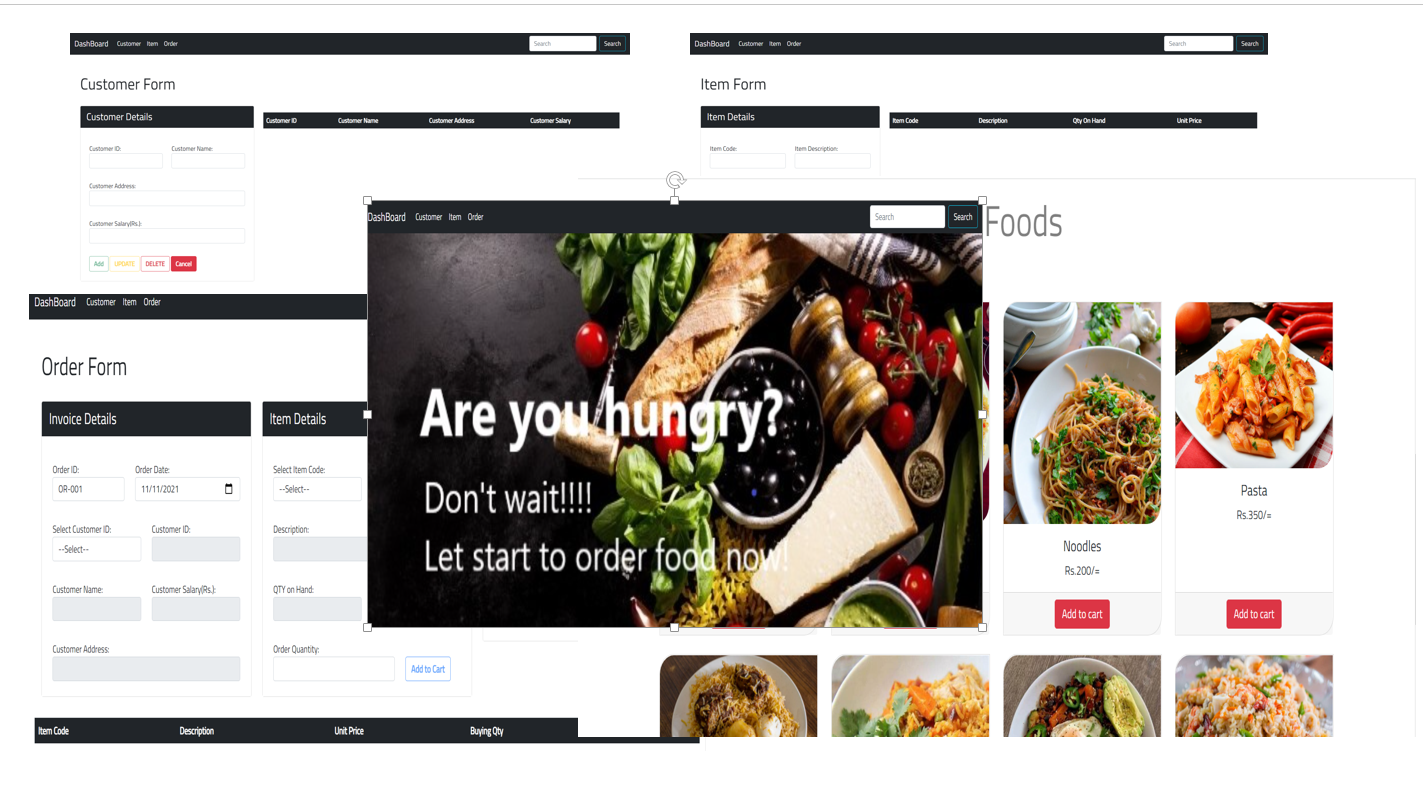 DashBoard Customer Item Order Search Search
Customer Form
Customer Details
Customer ID Customer Name Customer Address Customer Salary
Customer ID: Customer Name:
Customer Address:
Customer Salary(Rs.):
Add UPDATE DELETE Cancel
DashBoard Customer Item Order Search Search
Item Form
Item Details
Item Code Description Qty On Hand Unit Price
Item Code: Item Description:
DashBoard Customer Item Order Search Search
Are you hungry?
Don't wait!!!!
Let start to order food now!
DashBoard Customer Item Order
Order Form
Invoice Details
Order ID: Order Date:
OR-001 11/11/2021
Select Customer ID: Customer ID:
--Select--
Customer Name: Customer Salary(Rs.):
Customer Address:
Item Details
Select Item Code:
--Select--
Description:
QTY on Hand:
Order Quantity:
Add to Cart
Item Code Description Unit Price Buying Qty
Foods
Noodles
Rs.200/=
Add to cart
Pasta
Rs.350/=
Add to cart